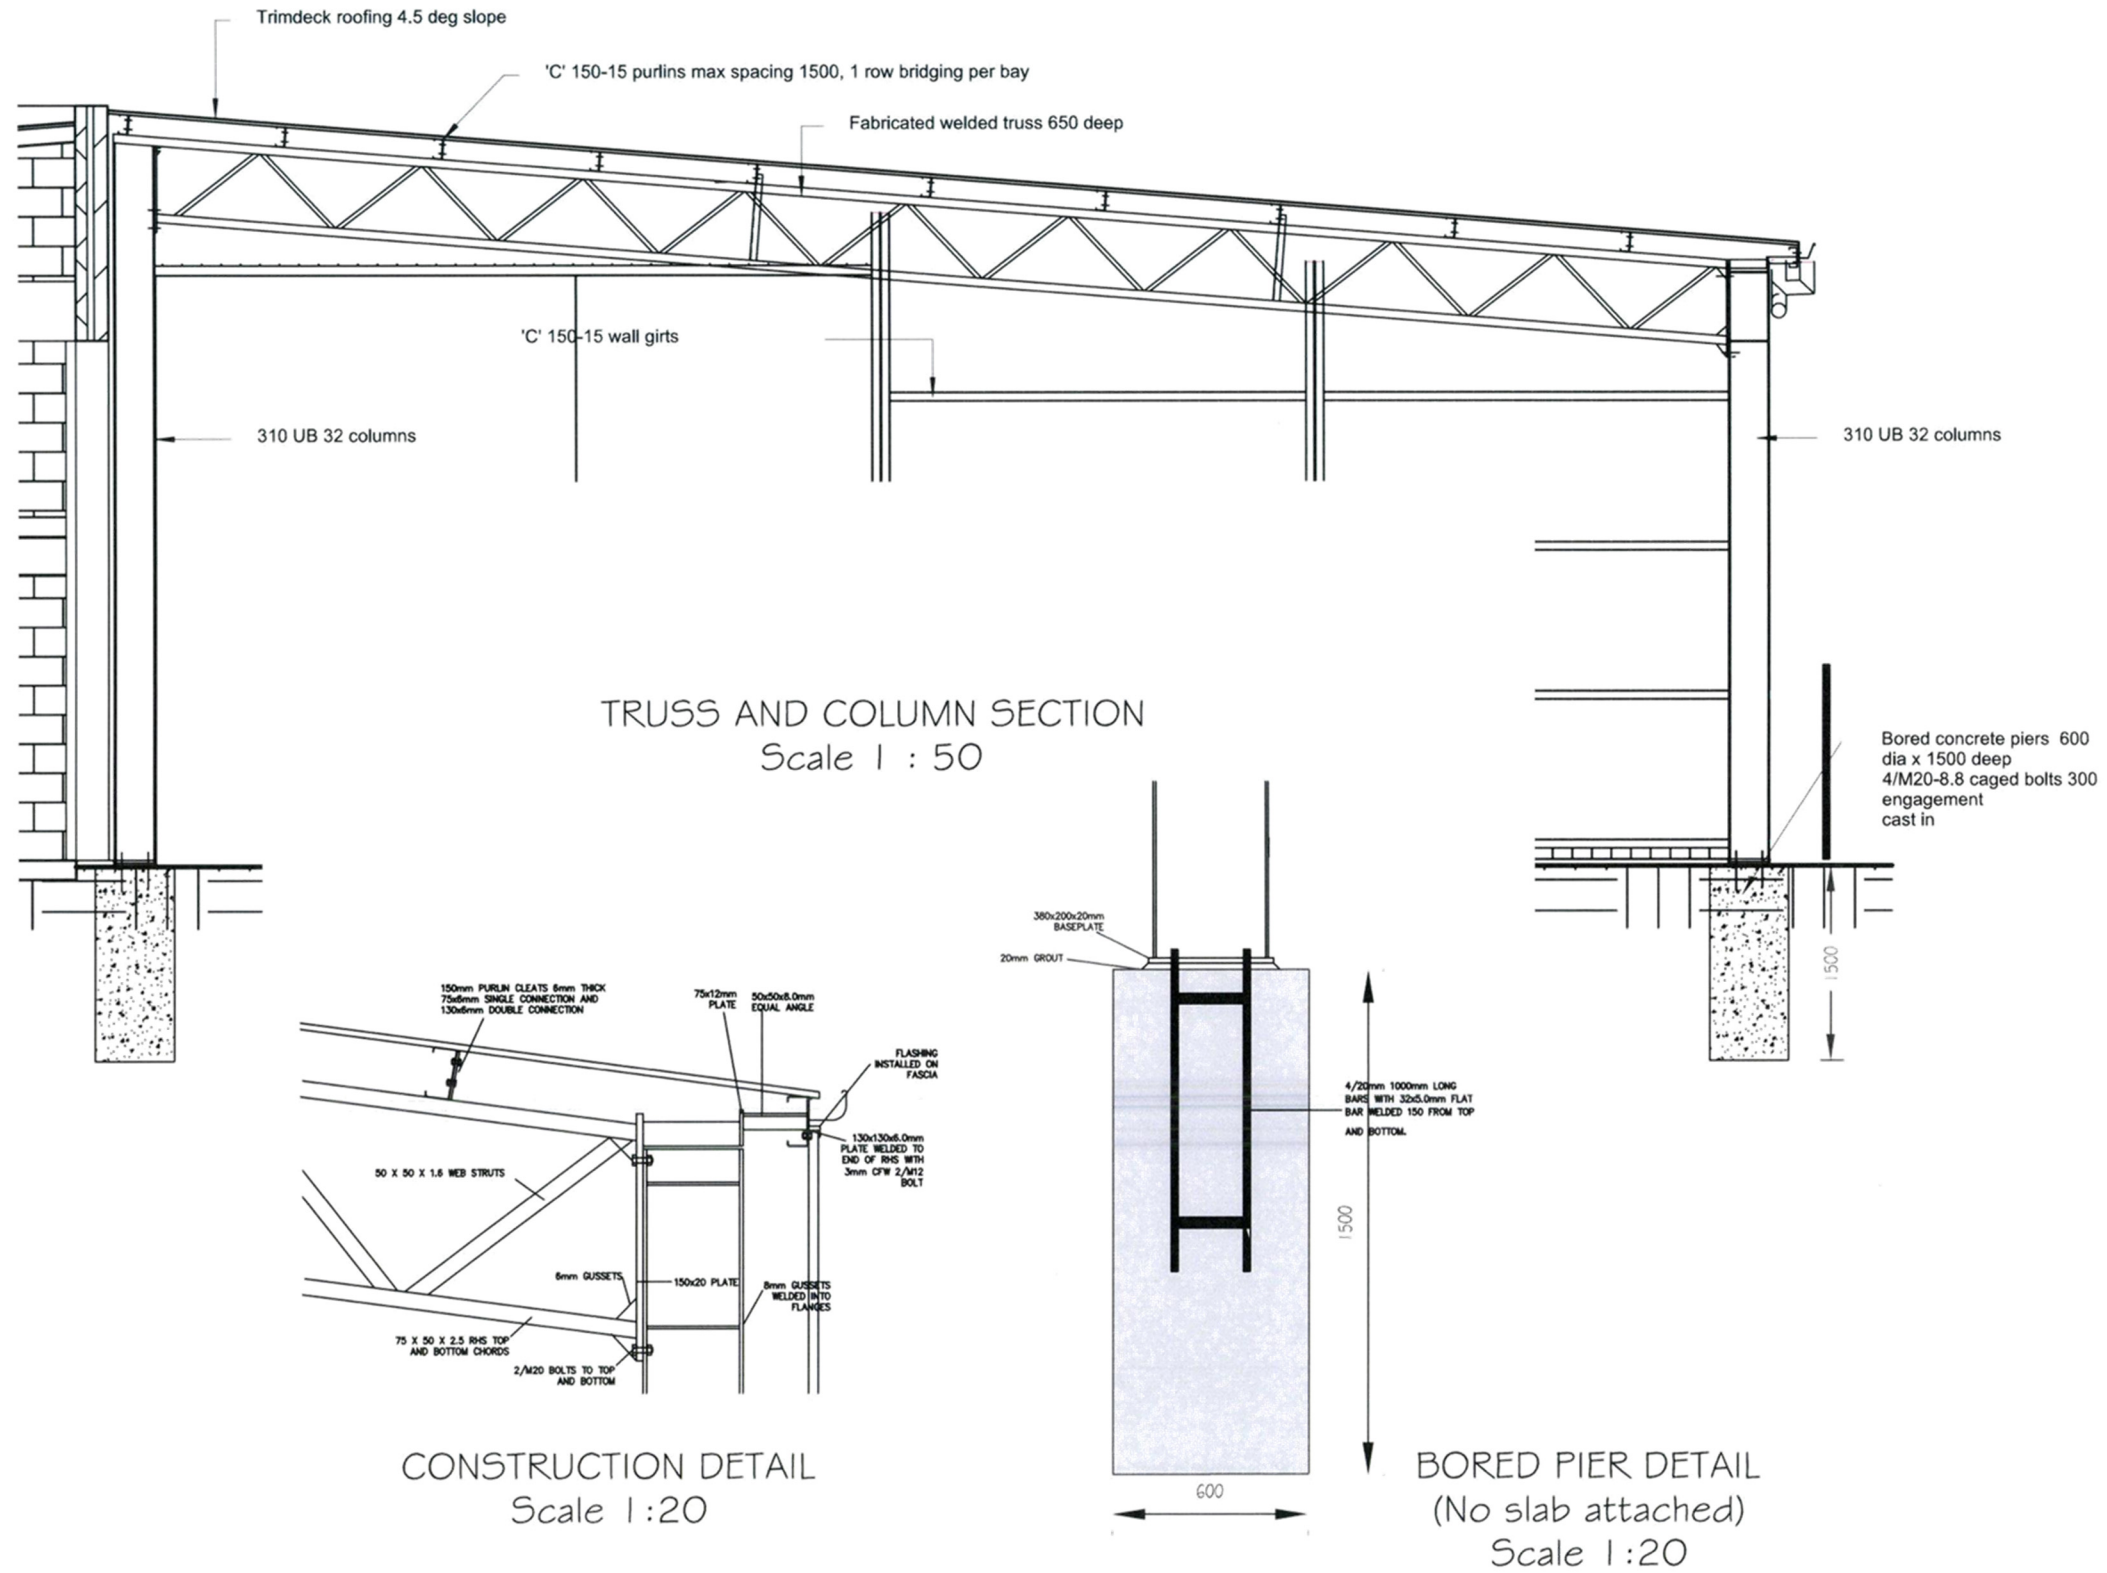 Trimdeck roofing 4.5 deg slope
'C' 150-15 purlins max spacing 1500, 1 row bridging per bay
Fabricated welded truss 650 deep
'C' 150-15 wall girts
310 UB 32 columns
310 UB 32 columns
TRUSS AND COLUMN SECTION
Scale 1 : 50
Bored concrete piers 600
dia x 1500 deep
4/M20-8.8 caged bolts 300
engagement
cast in
1500
380x200x20mm
BASEPLATE
20mm GROUT
150mm PURLIN CLEATS 6mm THICK
75x6mm SINGLE CONNECTION AND
130x6mm DOUBLE CONNECTION
75x12mm
PLATE
50x50x6.0mm
EQUAL ANGLE
FLASHING
INSTALLED ON
FASCIA
130x130x6.0mm
PLATE WELDED TO
END OF RHS WITH
3mm CFW 2/M12
BOLT
50 X 50 X 1.6 WEB STRUTS
6mm GUSSETS
150x20 PLATE
8mm GUSSETS
WELDED INTO
FLANGES
75 X 50 X 2.5 RHS TOP
AND BOTTOM CHORDS
2/M20 BOLTS TO TOP
AND BOTTOM
4/20mm 1000mm LONG
BARS WITH 32x5.0mm FLAT
BAR WELDED 150 FROM TOP
AND BOTTOM.
1500
600
CONSTRUCTION DETAIL
Scale 1:20
BORED PIER DETAIL
(No slab attached)
Scale 1:20